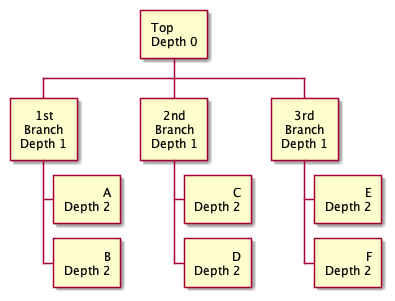 Top
Depth 0
1st
Branch
Depth 1
2nd
Branch
Depth 1
3rd
Branch
Depth 1
A
Depth 2
B
Depth 2
C
Depth 2
D
Depth 2
E
Depth 2
F
Depth 2